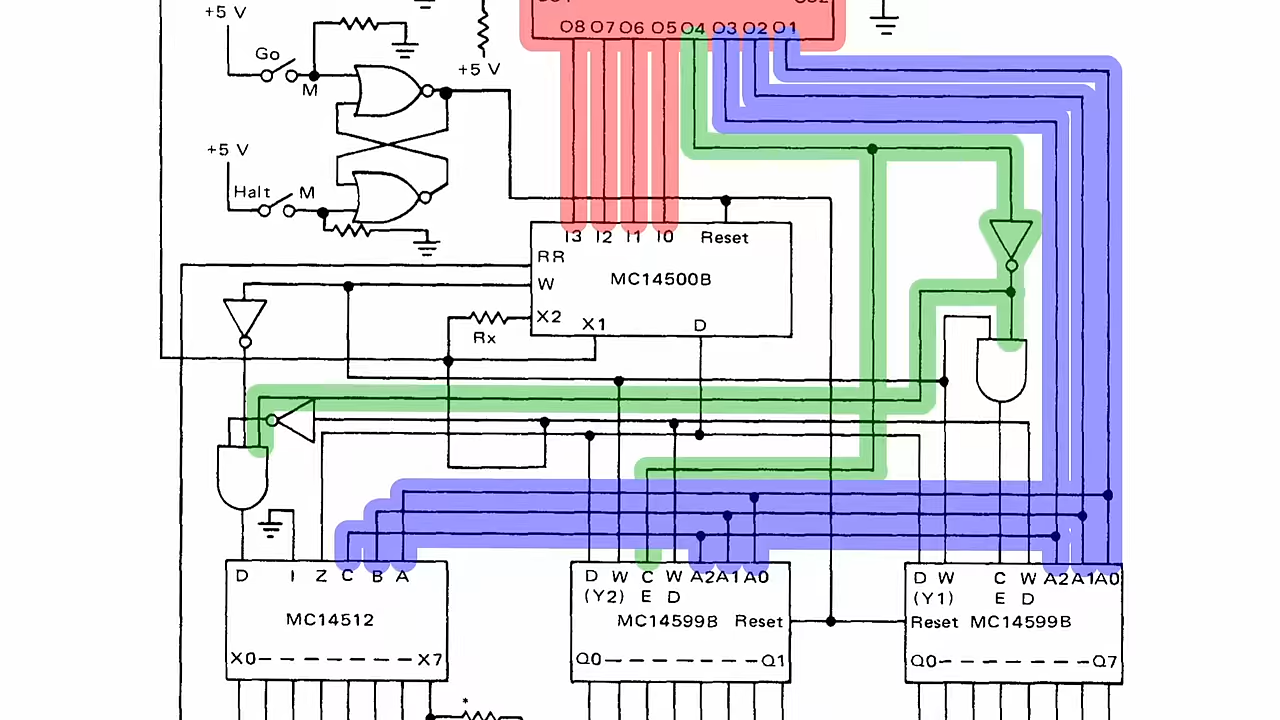 +5 V
O8 O7 O6 O5 O4 O3 O2 O1
Go
M
+5 V
+5 V
Halt
M
I3 I2 I1 I0 Reset
RR
MC14500B
W
X2
X1
D
Rx
D I Z C B A
D W C W A2 A1 A0
(Y2) E D
D W C W A2 A1 A0
(Y1) E D
MC14512
MC14599B Reset
Reset MC14599B
X0 X7
Q0 Q1
Q0 Q7
*